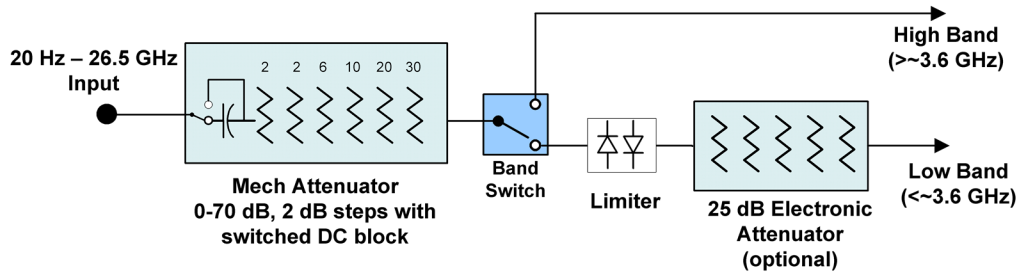 20 Hz – 26.5 GHz
Input
2 2 6 10 20 30
Mech Attenuator
0-70 dB, 2 dB steps with
switched DC block
Band
Switch
Limiter
25 dB Electronic
Attenuator
(optional)
High Band
(>~3.6 GHz)
Low Band
(<~3.6 GHz)